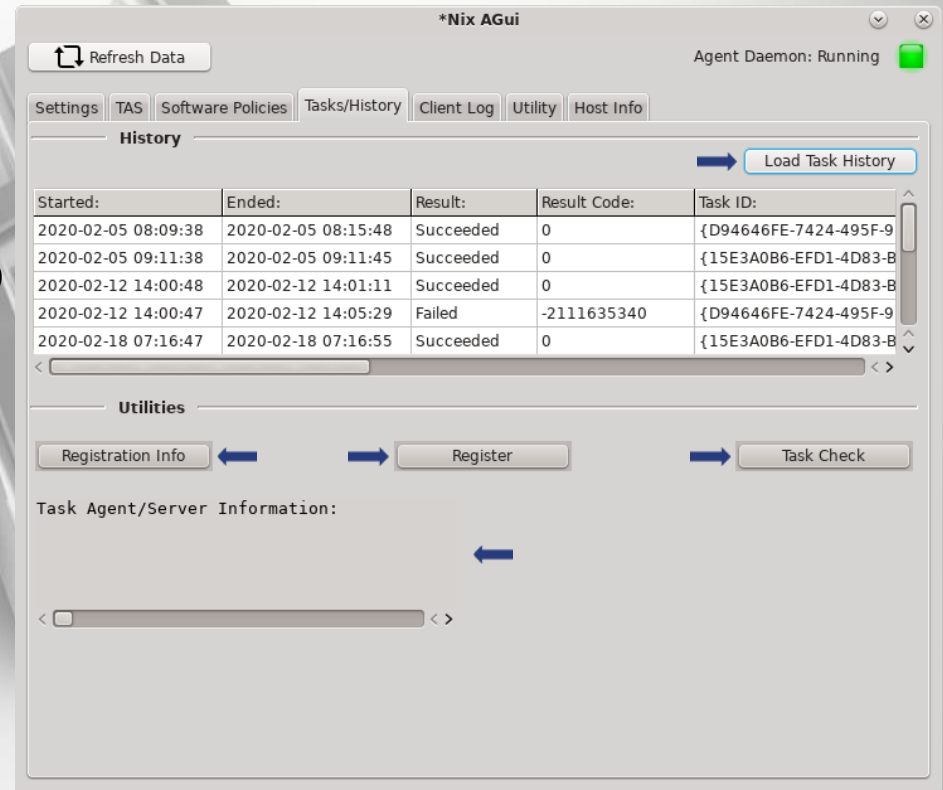 *Nix AGui
Refresh Data
Agent Daemon: Running
Settings TAS Software Policies Tasks/History Client Log Utility Host Info
History
Load Task History
Started: Ended: Result: Result Code: Task ID:
2020-02-05 08:09:38 2020-02-05 08:15:48 Succeeded 0 {D94646FE-7424-495F-9
2020-02-05 09:11:38 2020-02-05 09:11:45 Succeeded 0 {15E3A0B6-EFD1-4D83-B
2020-02-12 14:00:48 2020-02-12 14:01:11 Succeeded 0 {15E3A0B6-EFD1-4D83-B
2020-02-12 14:00:47 2020-02-12 14:05:29 Failed -2111635340 {D94646FE-7424-495F-9
2020-02-18 07:16:47 2020-02-18 07:16:55 Succeeded 0 {15E3A0B6-EFD1-4D83-B
Utilities
Registration Info Register Task Check
Task Agent/Server Information: